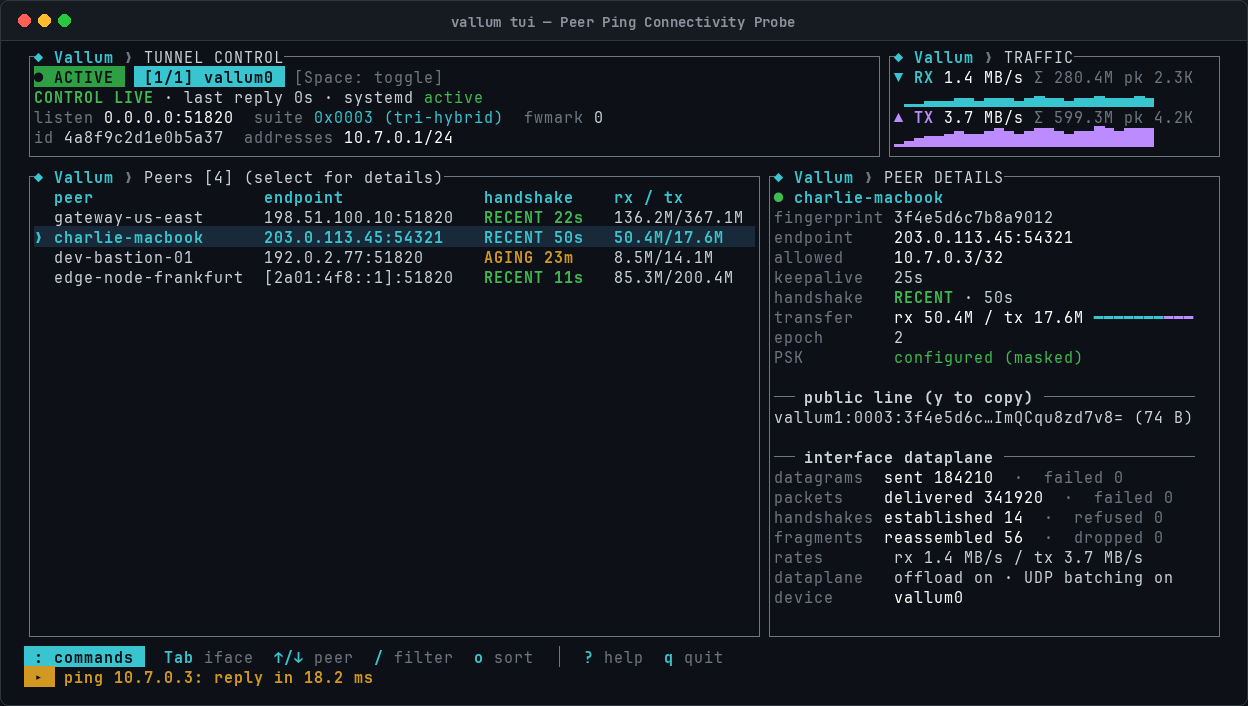 vallum tui — Peer Ping Connectivity Probe
◆ Vallum ❯ TUNNEL CONTROL
● ACTIVE [1/1] vallum0 [Space: toggle]
CONTROL LIVE · last reply 0s · systemd active
listen 0.0.0.0:51820 suite 0x0003 (tri-hybrid) fwmark 0
id 4a8f9c2d1e0b5a37 addresses 10.7.0.1/24
◆ Vallum ❯ TRAFFIC
▼ RX 1.4 MB/s Σ 280.4M pk 2.3K
▲ TX 3.7 MB/s Σ 599.3M pk 4.2K
◆ Vallum ❯ Peers [4] (select for details)
peer endpoint handshake rx / tx
gateway-us-east 198.51.100.10:51820 RECENT 22s 136.2M/367.1M
❯ charlie-macbook 203.0.113.45:54321 RECENT 50s 50.4M/17.6M
dev-bastion-01 192.0.2.77:51820 AGING 23m 8.5M/14.1M
edge-node-frankfurt [2a01:4f8::1]:51820 RECENT 11s 85.3M/200.4M
◆ Vallum ❯ PEER DETAILS
● charlie-macbook
fingerprint 3f4e5d6c7b8a9012
endpoint 203.0.113.45:54321
allowed 10.7.0.3/32
keepalive 25s
handshake RECENT · 50s
transfer rx 50.4M / tx 17.6M
epoch 2
PSK configured (masked)
public line (y to copy)
vallum1:0003:3f4e5d6c…ImQCqu8zd7v8= (74 B)
interface dataplane
datagrams sent 184210 · failed 0
packets delivered 341920 · failed 0
handshakes established 14 · refused 0
fragments reassembled 56 · dropped 0
rates rx 1.4 MB/s / tx 3.7 MB/s
dataplane offload on · UDP batching on
device vallum0
: commands Tab iface ↑/↓ peer / filter o sort │ ? help q quit
▸ ping 10.7.0.3: reply in 18.2 ms